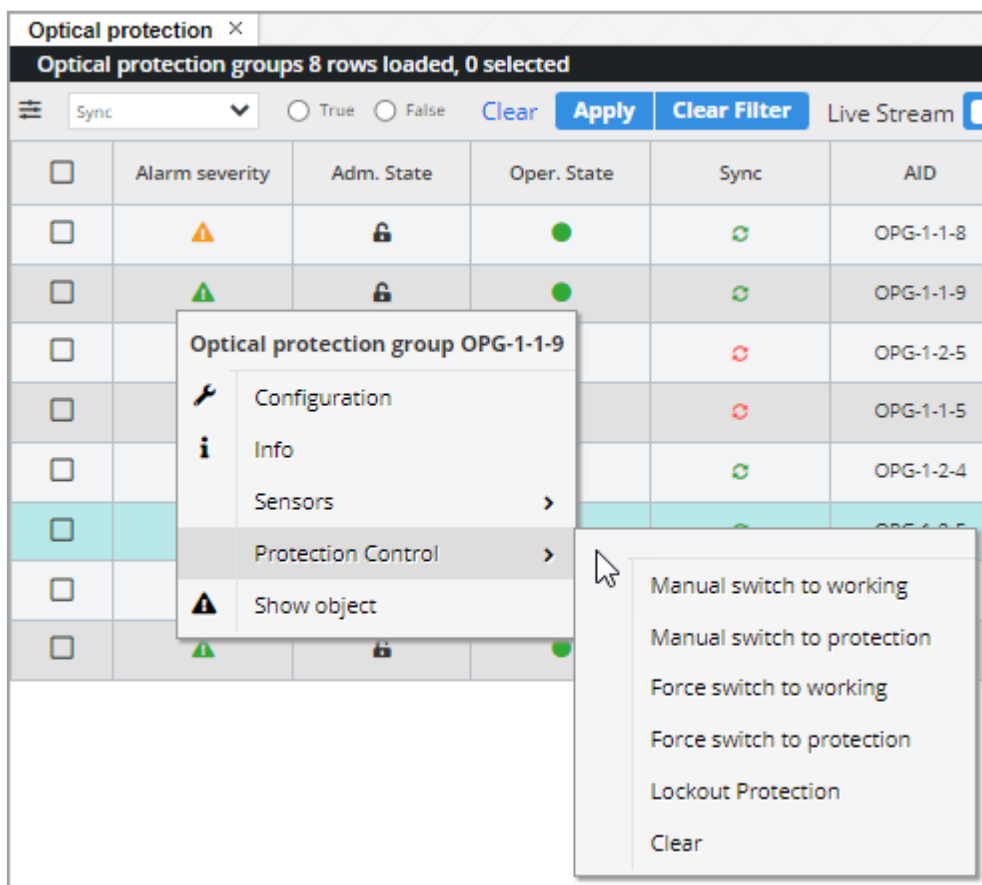 Optical protection ×
Optical protection groups 8 rows loaded, 0 selected
Sync True False Clear Apply Clear Filter Live Stream
Alarm severity Adm. State Oper. State Sync AID
OPG-1-1-8
OPG-1-1-9
Optical protection group OPG-1-1-9
OPG-1-2-5
Configuration
OPG-1-1-5
Info
OPG-1-2-4
Sensors
Protection Control
Show object
Manual switch to working
Manual switch to protection
Force switch to working
Force switch to protection
Lockout Protection
Clear